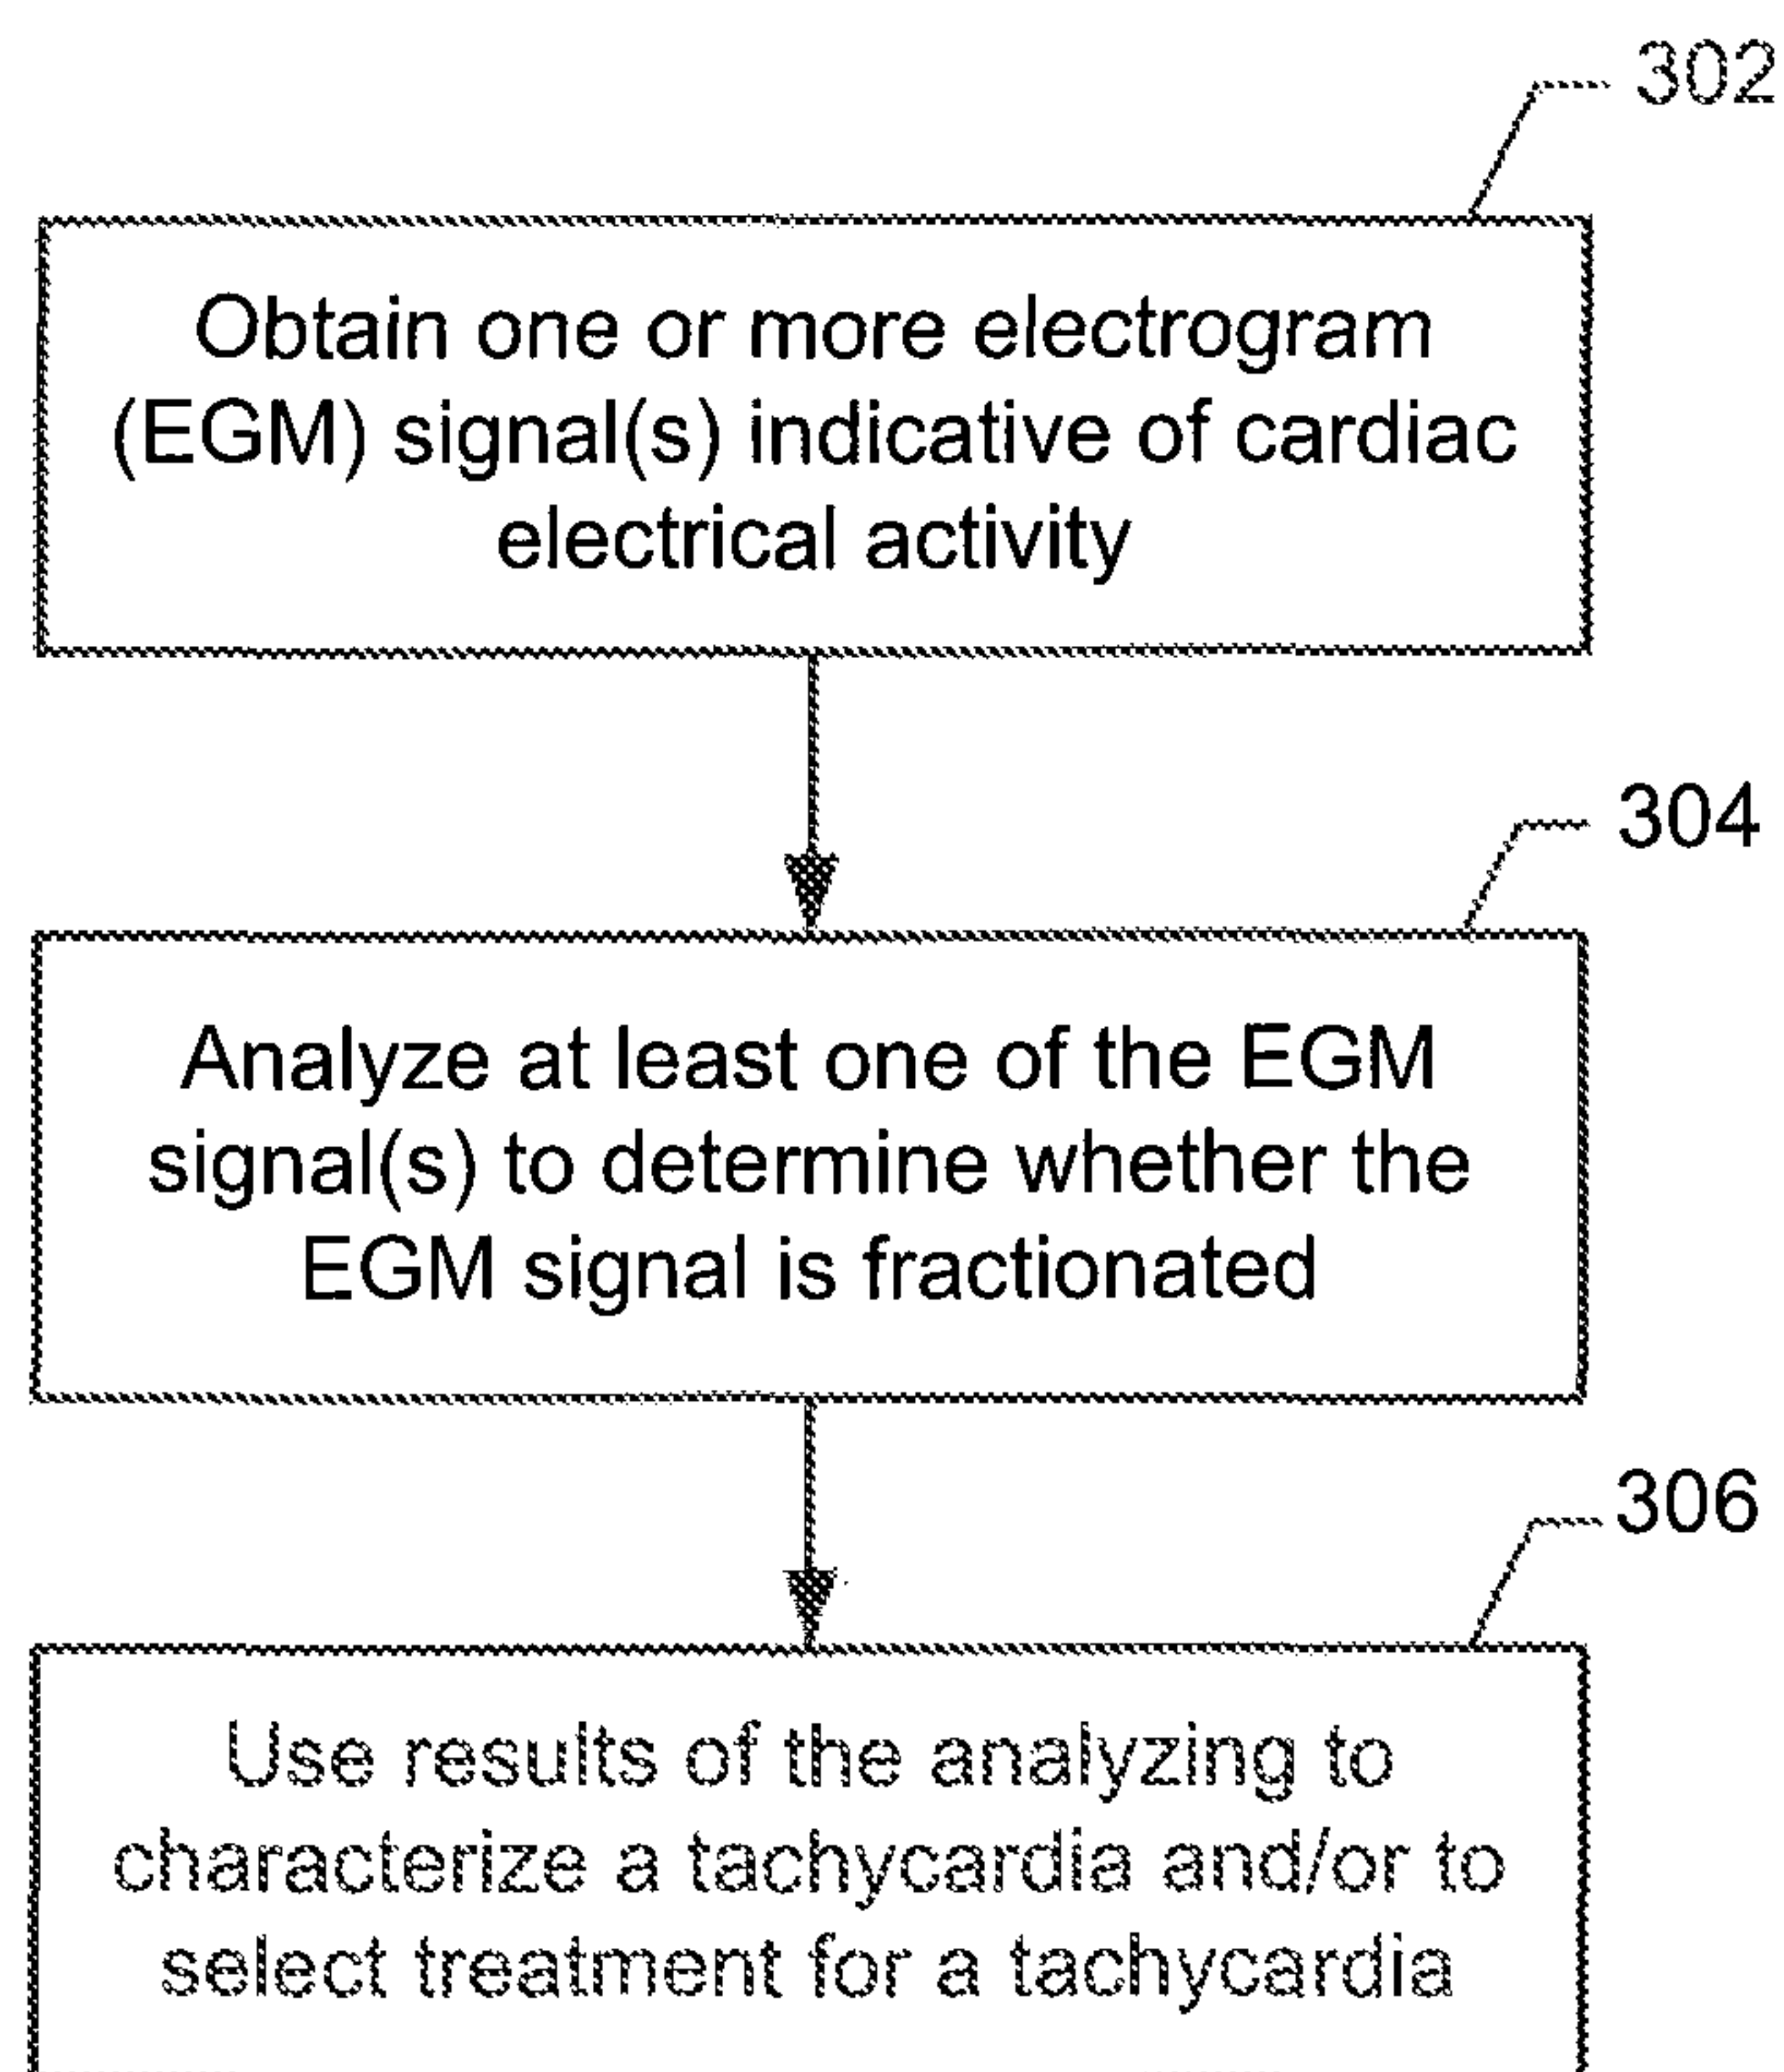 302
Obtain one or more electrogram
(EGM) signal(s) indicative of cardiac
electrical activity
304
Analyze at least one of the EGM
signal(s) to determine whether the
EGM signal is fractionated
306
Use results of the analyzing to
characterize a tachycardia and/or to
select treatment for a tachycardia